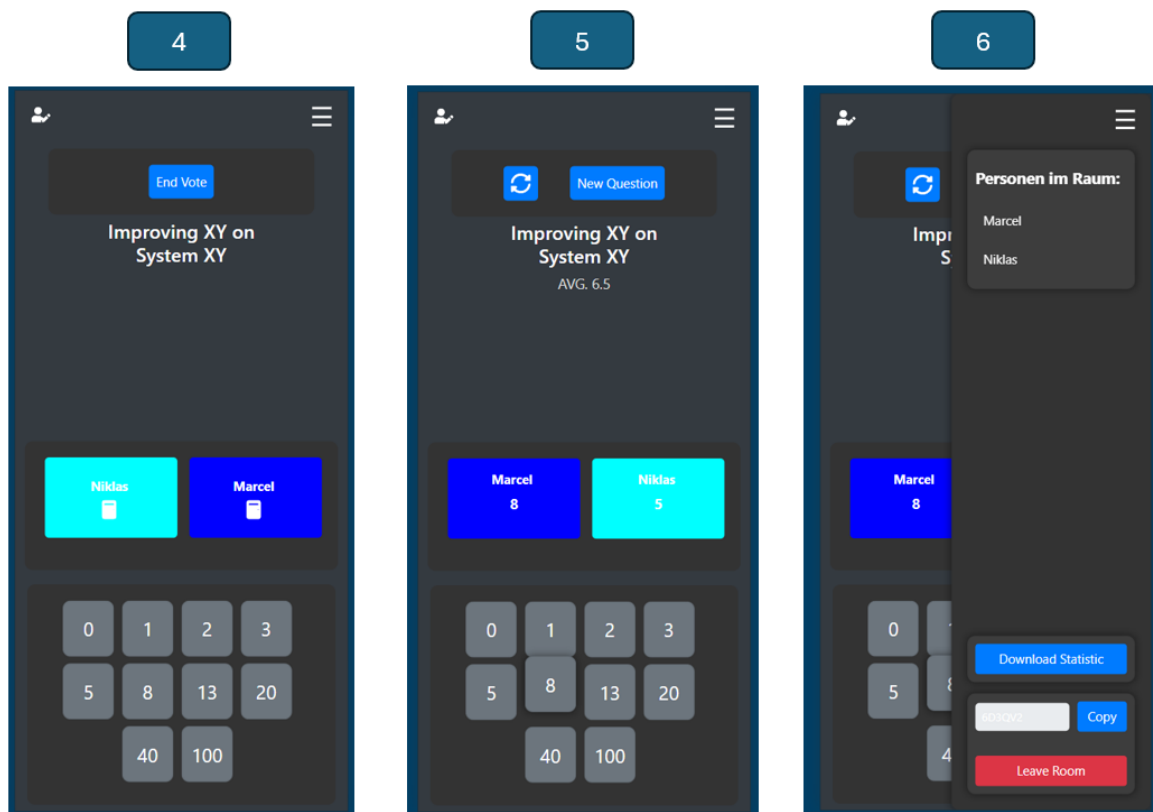 4
5
6
End Vote
Improving XY on
System XY
Niklas
Marcel
0 1 2 3
5 8 13 20
40 100
New Question
Improving XY on
System XY
AVG. 6.5
Marcel
8
Niklas
5
0 1 2 3
5 8 13 20
40 100
Impr
S
Marcel
8
0
5 8
4
Personen im Raum:
Marcel
Niklas
Download Statistic
Copy
Leave Room